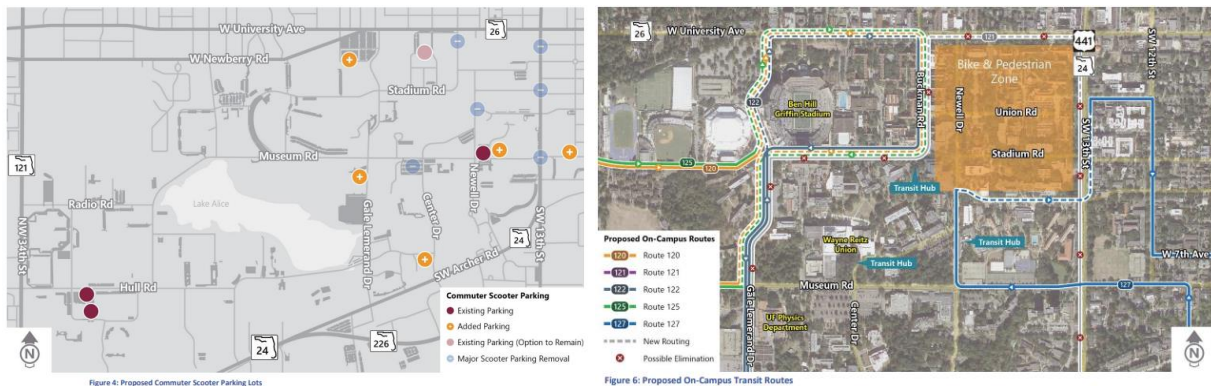 W University Ave
26
W Newberry Rd
Stadium Rd
Museum Rd
121
Newell Dr
Lake Alice
Radio Rd
Center Dr
Gale Lemerand Dr
NW 34th St
SW 13th St
24
SW Archer Rd
Hull Rd
24
226
N
Commuter Scooter Parking
Existing Parking
Added Parking
Existing Parking (Option to Remain)
Major Scooter Parking Removal
Figure 4: Proposed Commuter Scooter Parking Lots
26
W University Ave
121
441
24
SW 12th St
Bike & Pedestrian
Zone
Buckman Rd
Newell Dr
122
Ben Hill
Griffin Stadium
Union Rd
Stadium Rd
SW 13th St
125
120
Transit Hub
Wayne Reitz
Union
Transit Hub
Transit Hub
W 7th Ave
Museum Rd
127
Gale Lemerand Dr
UF Physics
Department
Center Dr
Proposed On-Campus Routes
120 Route 120
121 Route 121
122 Route 122
125 Route 125
127 Route 127
New Routing
Possible Elimination
N
Figure 6: Proposed On-Campus Transit Routes